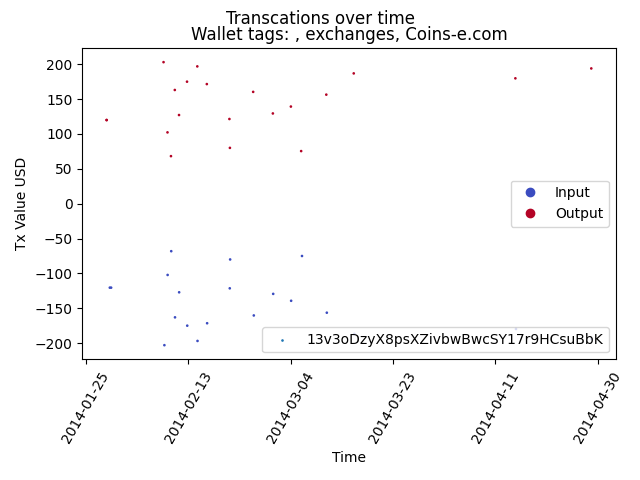 Transcations over time
Wallet tags: , exchanges, Coins-e.com
Tx Value USD
200
150
100
50
0
−50
−100
−150
−200
Input
Output
13v3oDzyX8psXZivbwBwcSY17r9HCsuBbK
2014-01-25
2014-02-13
2014-03-04
2014-03-23
2014-04-11
2014-04-30
Time